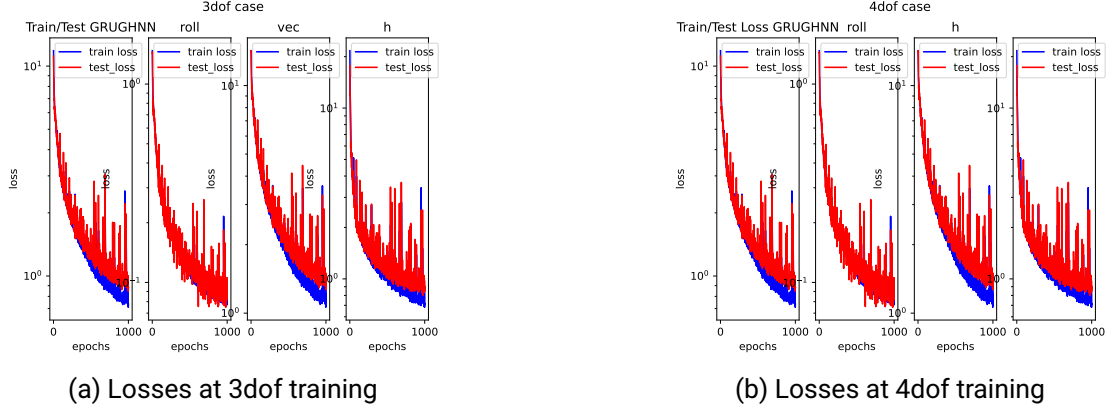 3dof case
Train/Test GRUGHNN
roll
vec
h
train loss
test_loss
train loss
test_loss
train loss
test_loss
train loss
test_loss
10¹
10⁰
10⁰
10⁻¹
10¹
10⁰
10¹
10⁰
loss
loss
loss
loss
0
1000
0
1000
0
1000
0
1000
epochs
epochs
epochs
epochs
(a) Losses at 3dof training
4dof case
Train/Test Loss GRUGHNN
roll
h
train loss
test_loss
train loss
test_loss
train loss
test_loss
train loss
test_loss
10¹
10⁰
10⁰
10⁻¹
10¹
10⁰
10¹
10⁰
loss
loss
loss
loss
0
1000
0
1000
0
1000
0
1000
epochs
epochs
epochs
epochs
(b) Losses at 4dof training